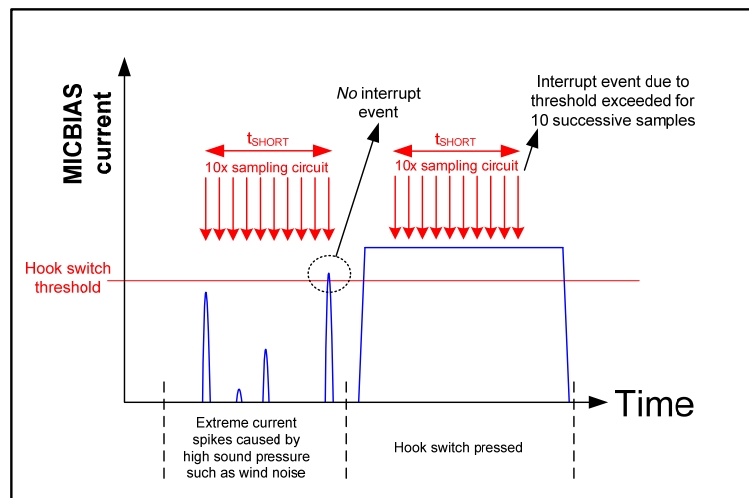 MICBIAS
current
No interrupt
event
Interrupt event due to
threshold exceeded for
10 successive samples
tSHORT
10x sampling circuit
tSHORT
10x sampling circuit
Hook switch
threshold
Time
Extreme current
spikes caused by
high sound pressure
such as wind noise
Hook switch pressed